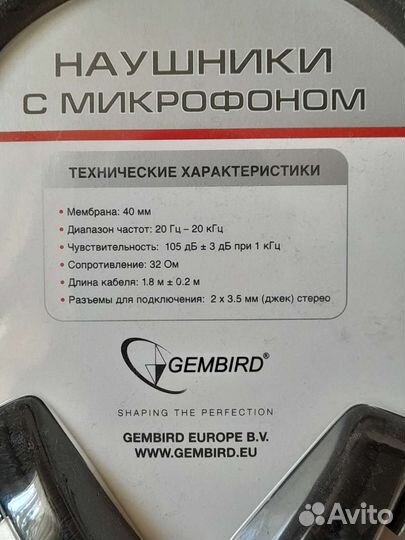 НАУШНИКИ
С МИКРОФОНОМ
ТЕХНИЧЕСКИЕ ХАРАКТЕРИСТИКИ
• Мембрана: 40 мм
• Диапазон частот: 20 Гц – 20 кГц
• Чувствительность: 105 дБ ± 3 дБ при 1 кГц
• Сопротивление: 32 Ом
• Длина кабеля: 1.8 м ± 0.2 м
• Разъемы для подключения: 2 x 3.5 мм (джек) стерео
GEMBIRD®
SHAPING THE PERFECTION
GEMBIRD EUROPE B.V.
WWW.GEMBIRD.EU
Avito